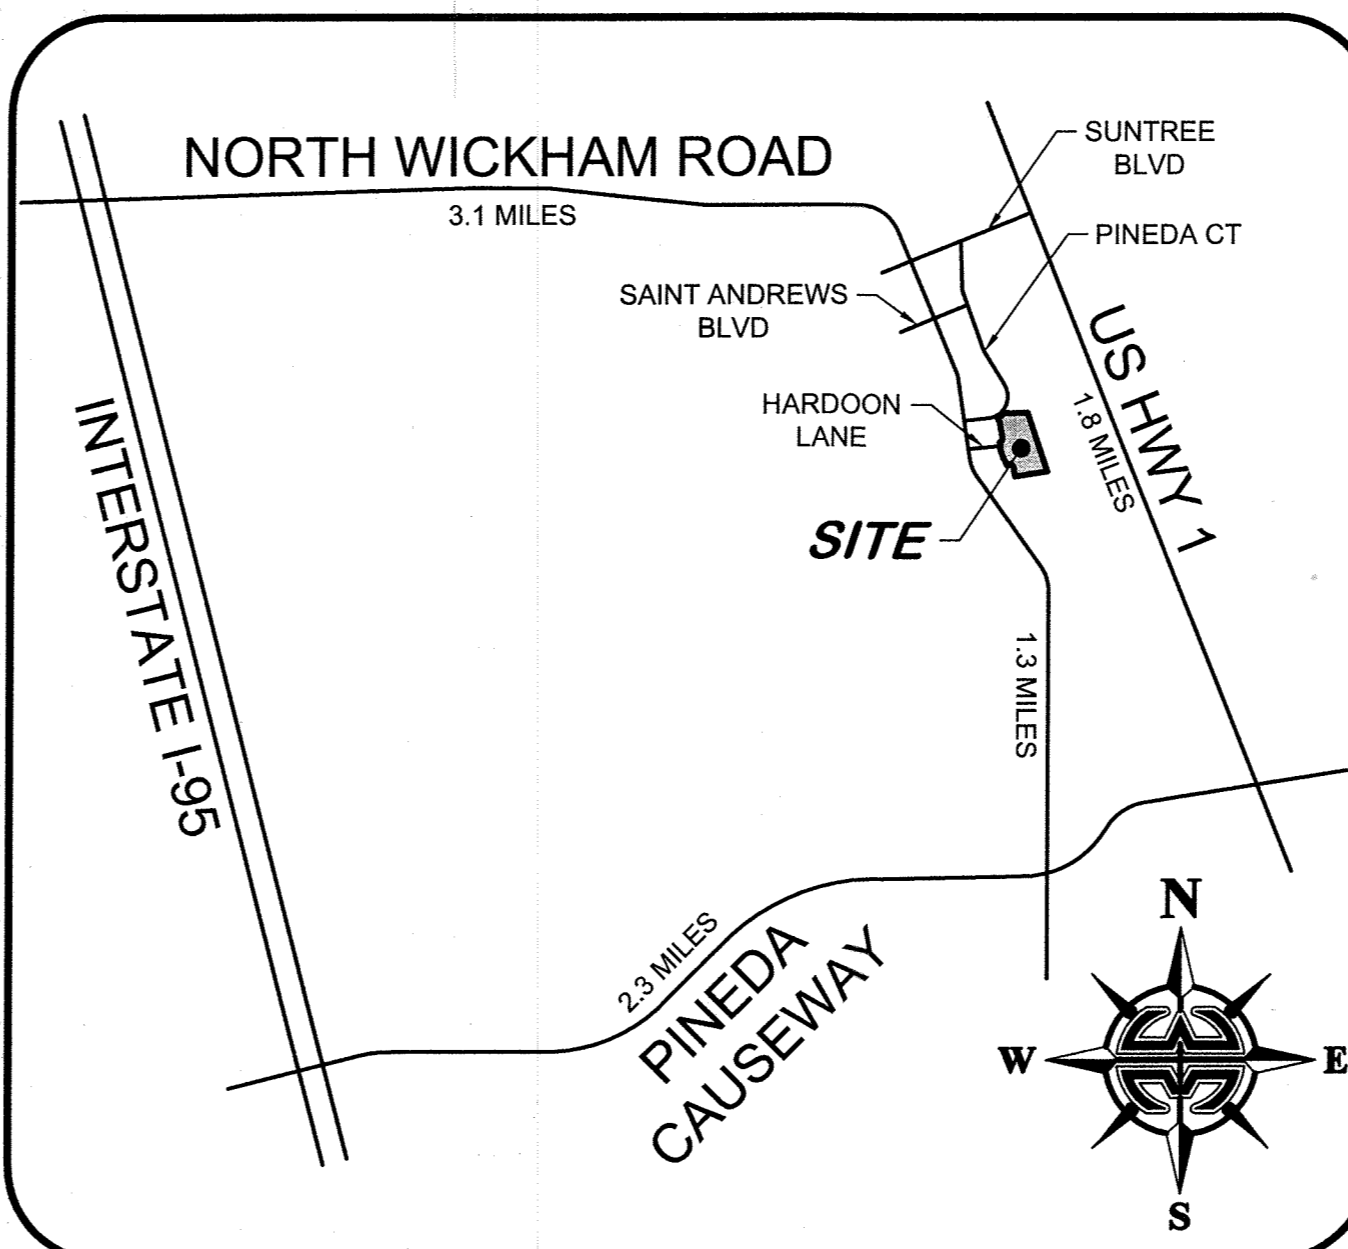 NORTH WICKHAM ROAD
3.1 MILES
SUNTREE
BLVD
PINEDA CT
SAINT ANDREWS
BLVD
US HWY 1
1.8 MILES
HARDOON
LANE
SITE
INTERSTATE I-95
1.3 MILES
2.3 MILES
PINEDA
CAUSEWAY
N
W
E
S